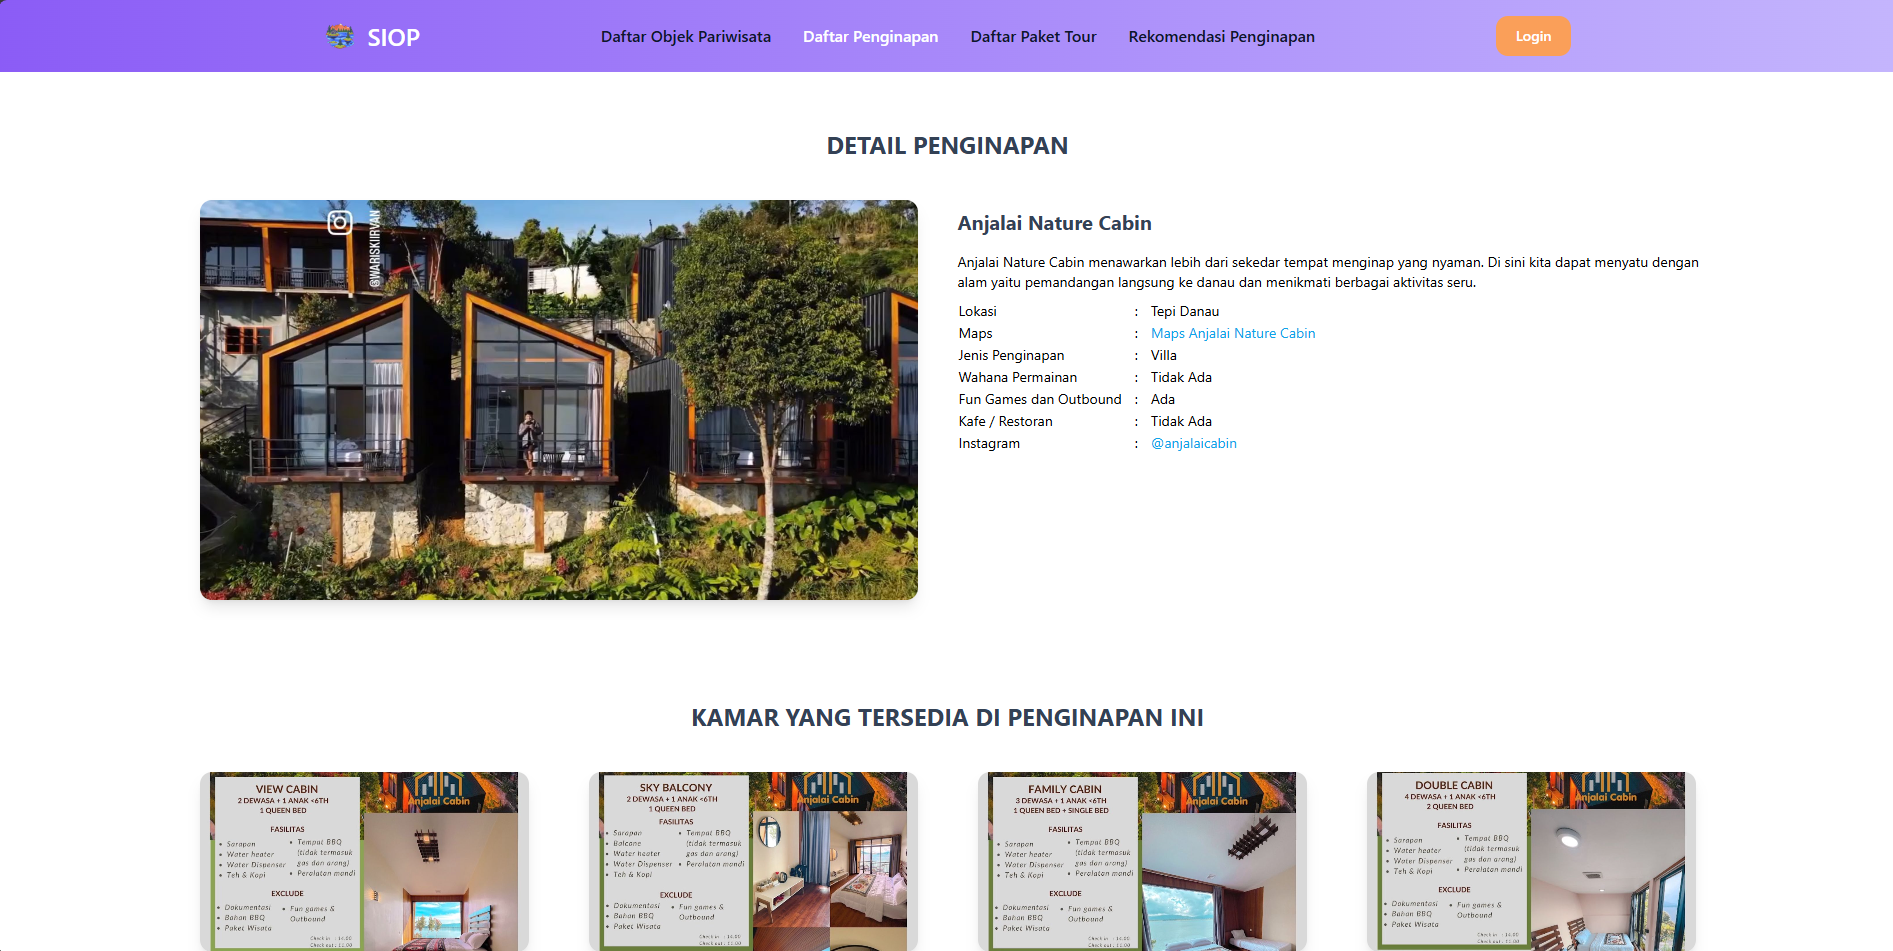 SIOP
Daftar Objek Pariwisata
Daftar Penginapan
Daftar Paket Tour
Rekomendasi Penginapan
Login
DETAIL PENGINAPAN
@WARISKIIRVAN
Anjalai Nature Cabin
Anjalai Nature Cabin menawarkan lebih dari sekedar tempat menginap yang nyaman. Di sini kita dapat menyatu dengan
alam yaitu pemandangan langsung ke danau dan menikmati berbagai aktivitas seru.
Lokasi : Tepi Danau
Maps : Maps Anjalai Nature Cabin
Jenis Penginapan : Villa
Wahana Permainan : Tidak Ada
Fun Games dan Outbound : Ada
Kafe / Restoran : Tidak Ada
Instagram : @anjalaicabin
KAMAR YANG TERSEDIA DI PENGINAPAN INI
VIEW CABIN
2 DEWASA + 1 ANAK <6TH
1 QUEEN BED
FASILITAS
• Sarapan
• Water heater
• Water Dispenser
• Teh & Kopi
• Tempat BBQ
(tidak termasuk
gas dan arang)
• Peralatan mandi
EXCLUDE
• Dokumentasi
• Bahan BBQ
• Paket Wisata
• Fun games &
Outbound
Check in : 14.00
Check out : 11.00
Anjalai Cabin
SKY BALCONY
2 DEWASA + 1 ANAK <6TH
1 QUEEN BED
FASILITAS
• Sarapan
• Balcone
• Water heater
• Water Dispenser
• Teh & Kopi
• Tempat BBQ
(tidak termasuk
gas dan arang)
• Peralatan mandi
EXCLUDE
• Dokumentasi
• Bahan BBQ
• Paket Wisata
• Fun games &
Outbound
Check in : 14.00
Check out : 11.00
Anjalai Cabin
FAMILY CABIN
3 DEWASA + 1 ANAK <6TH
1 QUEEN BED + SINGLE BED
FASILITAS
• Sarapan
• Water heater
• Water Dispenser
• Teh & Kopi
• Tempat BBQ
(tidak termasuk
gas dan arang)
• Peralatan mandi
EXCLUDE
• Dokumentasi
• Bahan BBQ
• Paket Wisata
• Fun games &
Outbound
Check in : 14.00
Check out : 11.00
Anjalai Cabin
DOUBLE CABIN
4 DEWASA + 1 ANAK <6TH
2 QUEEN BED
FASILITAS
• Sarapan
• Water heater
• Water Dispenser
• Teh & Kopi
• Tempat BBQ
(tidak termasuk
gas dan arang)
• Peralatan mandi
EXCLUDE
• Dokumentasi
• Bahan BBQ
• Paket Wisata
• Fun games &
Outbound
Check in : 14.00
Check out : 11.00
Anjalai Cabin